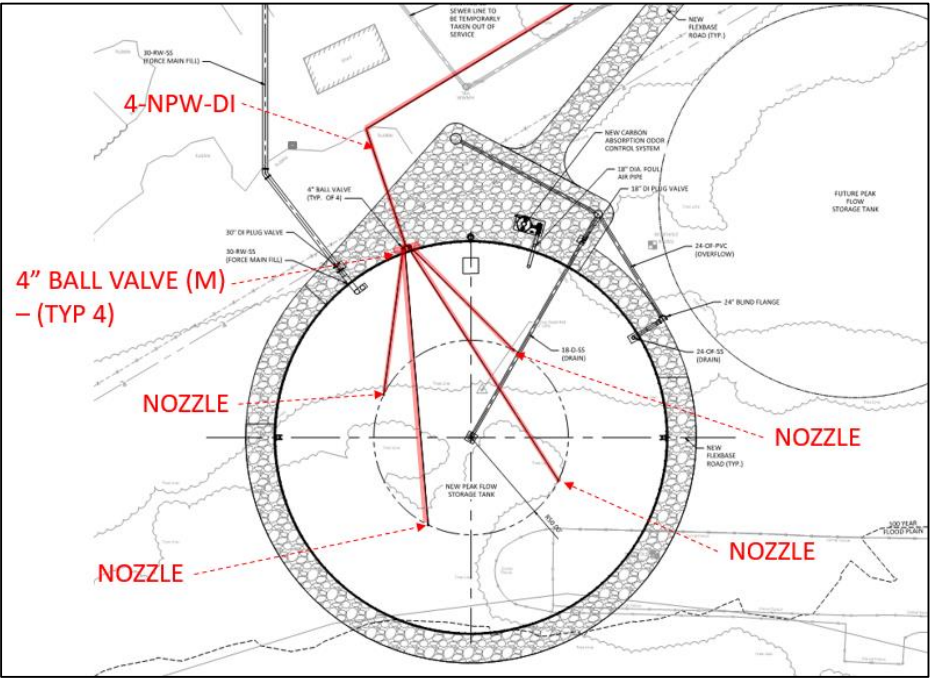 SEWER LINE TO
BE TEMPORARLY
TAKEN OUT OF
SERVICE
NEW
FLEXBASE
ROAD (TYP.)
30-RW-SS
(FORCE MAIN FILL)
4-NPW-DI
NEW CARBON
ABSORPTION ODOR
CONTROL SYSTEM
18" DIA. FOUL
AIR PIPE
18" DI PLUG VALVE
4" BALL VALVE
(TYP. OF 4)
FUTURE PEAK
FLOW
STORAGE TANK
30" DI PLUG VALVE
30-RW-SS
(FORCE MAIN FILL)
24-OF-PVC
(OVERFLOW)
4” BALL VALVE (M)
– (TYP 4)
24" BLIND FLANGE
18-D-SS
(DRAIN)
24-OF-SS
(DRAIN)
NOZZLE
NOZZLE
NEW
FLEXBASE
ROAD (TYP.)
NEW PEAK FLOW
STORAGE TANK
R50.00'
500 YEAR
FLOOD PLAIN
NOZZLE
NOZZLE